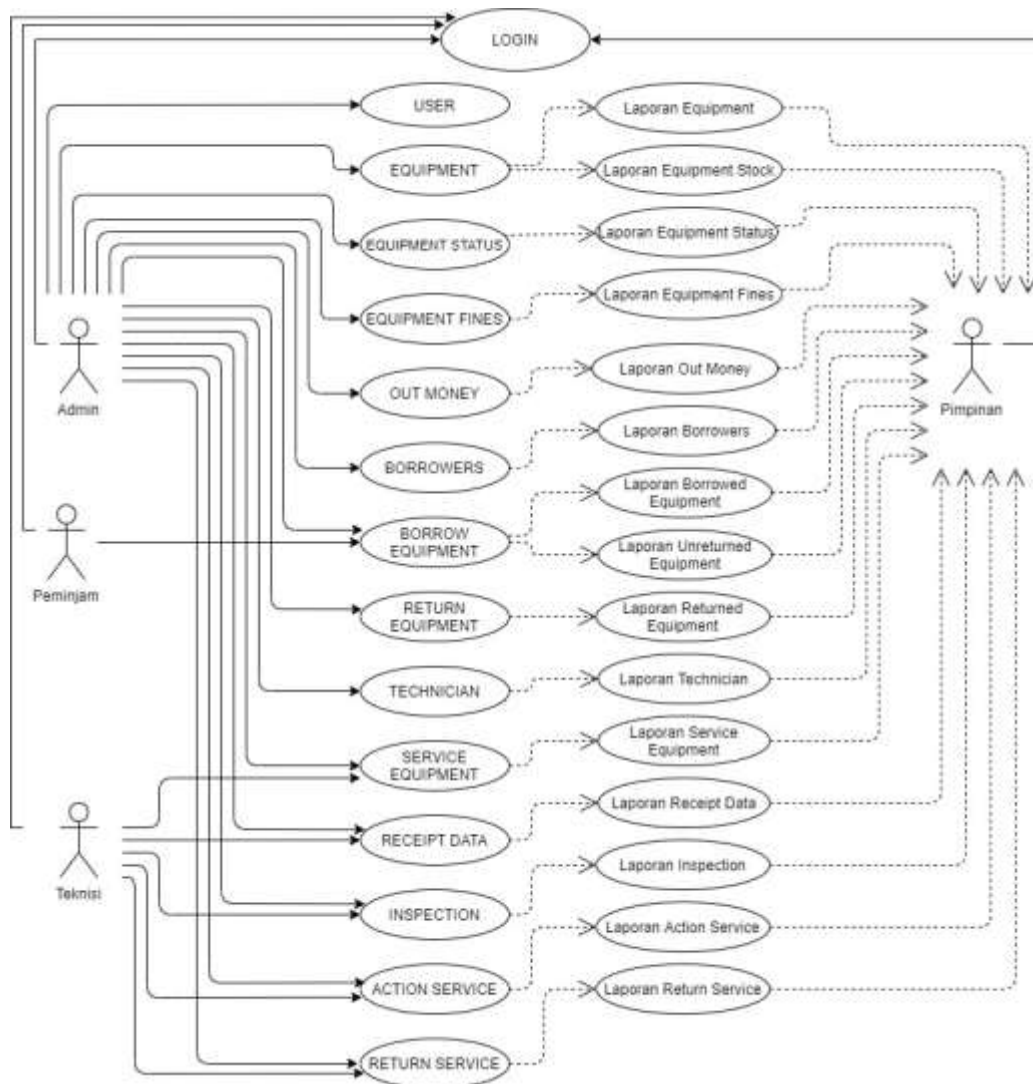 LOGIN
USER
Laporan Equipment
EQUIPMENT
Laporan Equipment Stock
EQUIPMENT STATUS
Laporan Equipment Status
EQUIPMENT FINES
Laporan Equipment Fines
Admin
Pimpinan
OUT MONEY
Laporan Out Money
BORROWERS
Laporan Borrowers
BORROW
EQUIPMENT
Laporan Borrowed
Equipment
Laporan Unreturned
Equipment
Peminjam
RETURN
EQUIPMENT
Laporan Returned
Equipment
TECHNICIAN
Laporan Technician
SERVICE
EQUIPMENT
Laporan Service
Equipment
RECEIPT DATA
Laporan Receipt Data
Teknisi
INSPECTION
Laporan Inspection
ACTION SERVICE
Laporan Action Service
RETURN SERVICE
Laporan Return Service